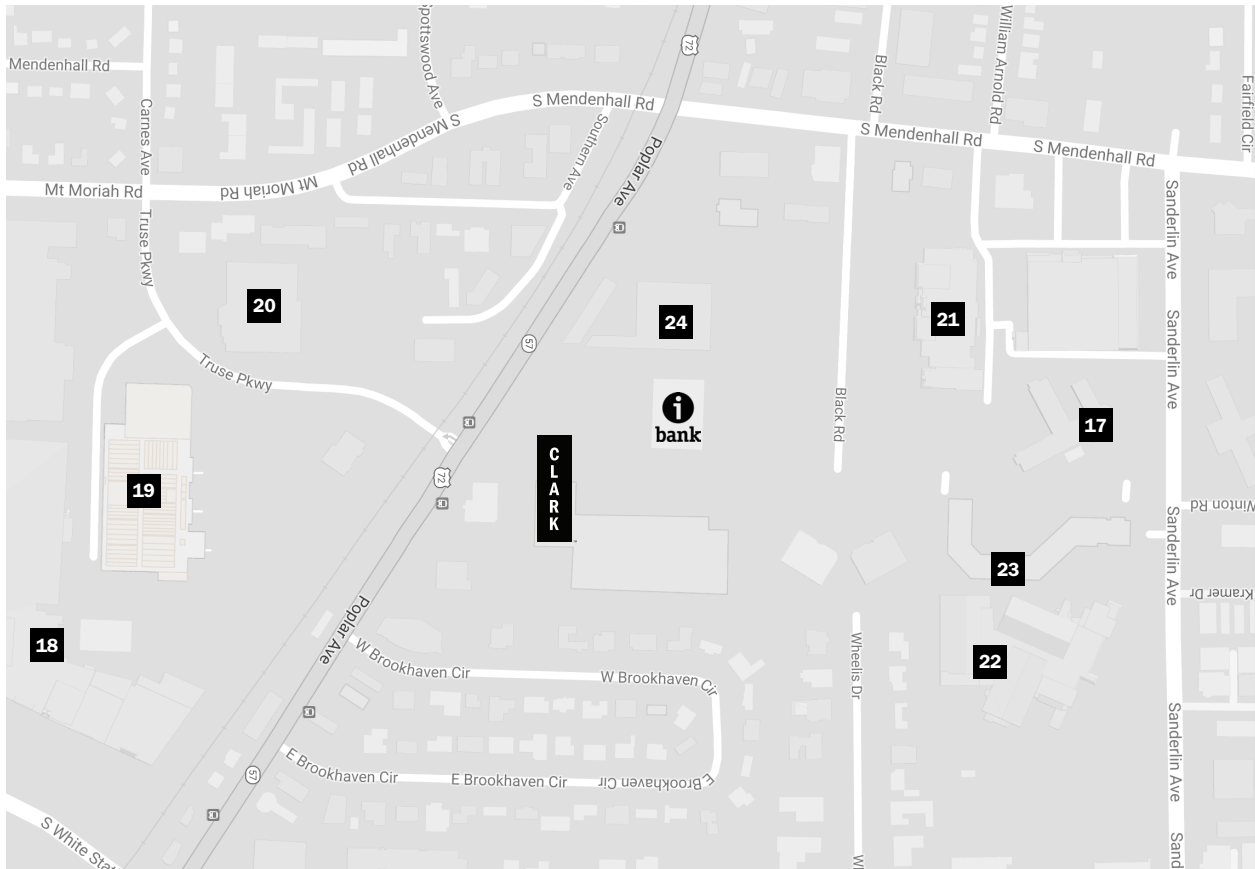 Spottswood Ave
William Arnold Rd
72
Black Rd
Mendenhall Rd
Carnes Ave
S Mendenhall Rd
Fairfield Cir
S Mendenhall Rd
Southern Ave
S Mendenhall Rd
S Mendenhall Rd
Poplar Ave
Mt Moriah Rd
Mt Moriah Rd
Truse Pkwy
Sanderlin Ave
20
24
21
57
Truse Pkwy
Sanderlin Ave
Black Rd
i
bank
17
CLARK
72
19
Winton Rd
Sanderlin Ave
23
Kramer Dr
Poplar Ave
18
W Brookhaven Cir
W Brookhaven Cir
Wheelis Dr
22
Sanderlin Ave
E Brookhaven Cir
E Brookhaven Cir
E Brookhaven Cir
57
S White Stat
Sand